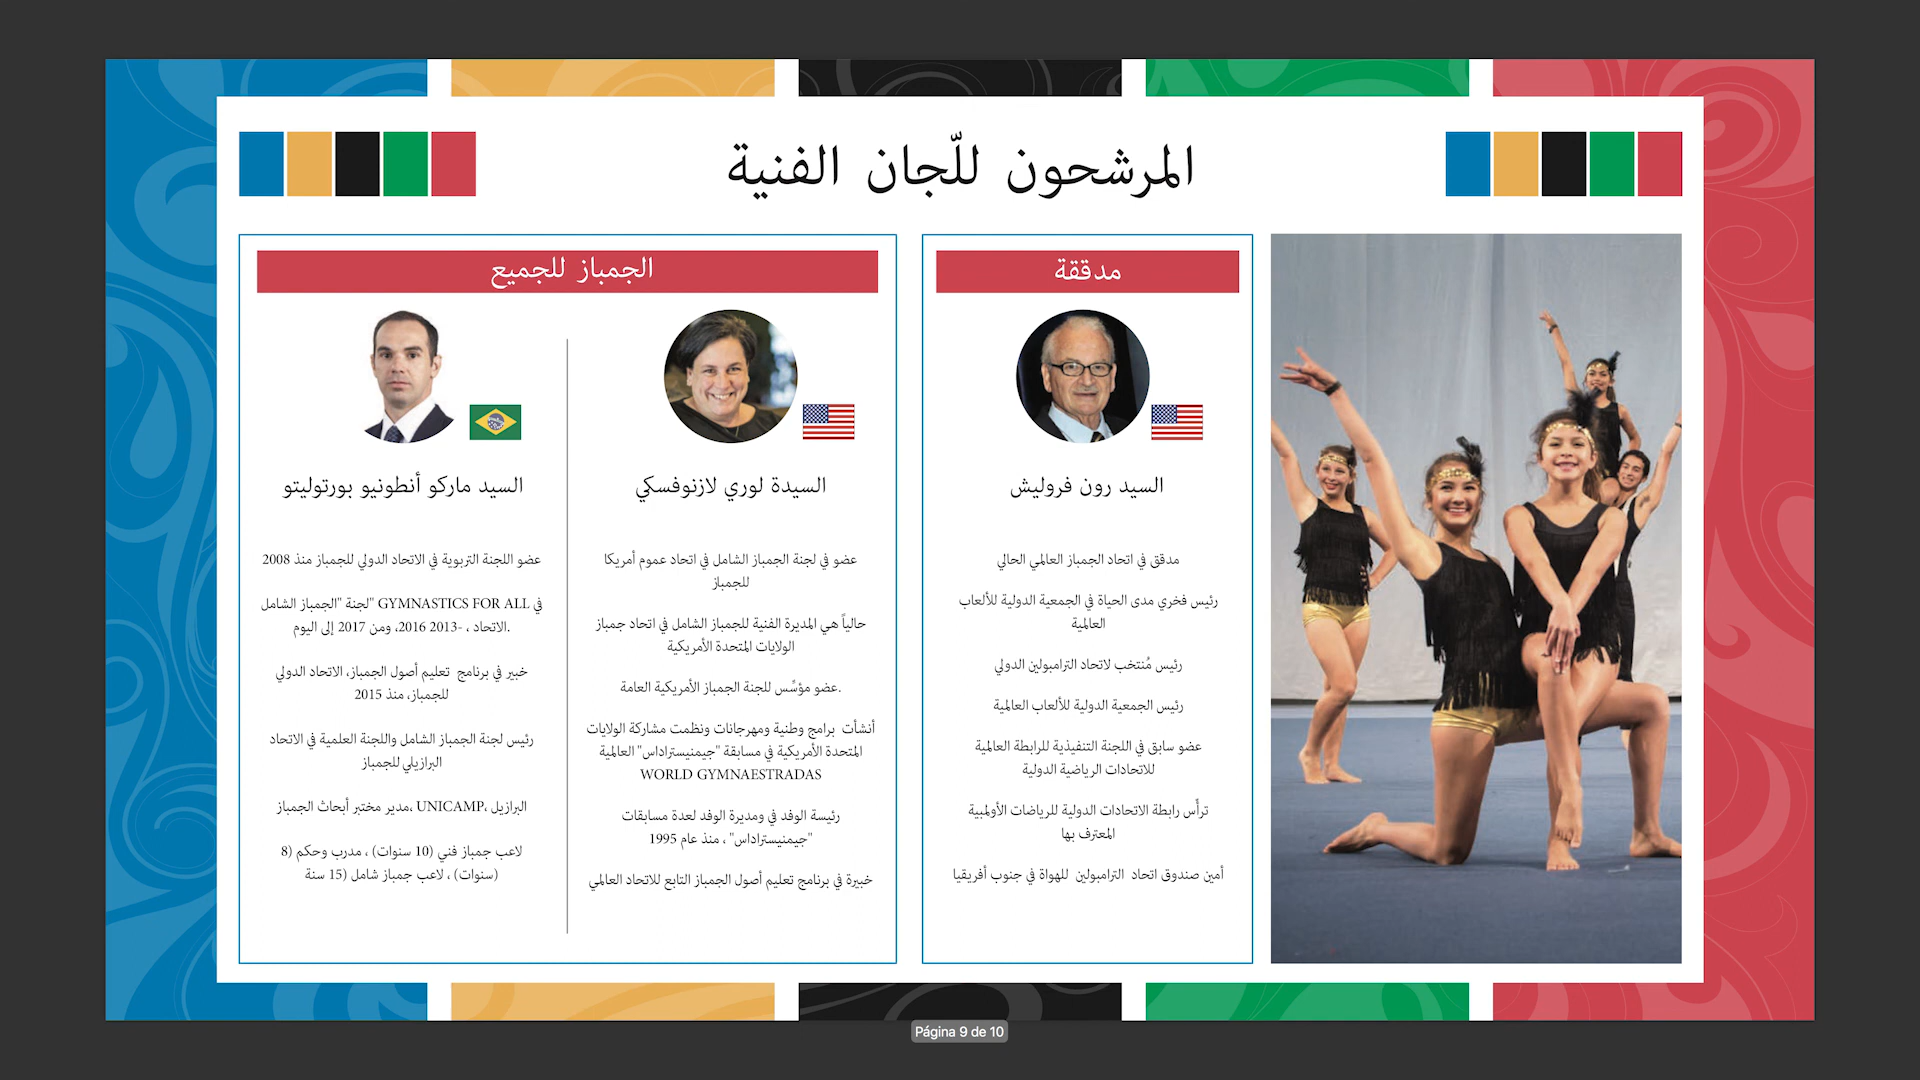 المرشحون للّجان الفنية
مدققة
السيد رون فروليش
مدقق في اتحاد الجمباز العالمي الحالي
رئيس فخري مدى الحياة في الجمعية الدولية للألعاب
العالمية
رئيس مُنتخب لاتحاد الترامبولين الدولي
رئيس الجمعية الدولية للألعاب العالمية
عضو سابق في اللجنة التنفيذية للرابطة العالمية
للاتحادات الرياضية الدولية
ترأّس رابطة الاتحادات الدولية للرياضات الأولمبية
المعترف بها
أمين صندوق اتحاد الترامبولين للهواة في جنوب أفريقيا
الجمباز للجميع
السيدة لوري لازنوفسكي
عضو في لجنة الجمباز الشامل في اتحاد عموم أمريكا
للجمباز
حالياً هي المديرة الفنية للجمباز الشامل في اتحاد جمباز
الولايات المتحدة الأمريكية
.عضو مؤسِّس للجنة الجمباز الأمريكية العامة
أنشأت برامج وطنية ومهرجانات ونظمت مشاركة الولايات
المتحدة الأمريكية في مسابقة "جيمنيستراداس" العالمية
WORLD GYMNAESTRADAS
رئيسة الوفد في ومديرة الوفد لعدة مسابقات
"جيمنيستراداس" ، منذ عام 1995
خبيرة في برنامج تعليم أصول الجمباز التابع للاتحاد العالمي
السيد ماركو أنطونيو بورتوليتو
عضو اللجنة التربوية في الاتحاد الدولي للجمباز منذ 2008
في GYMNASTICS FOR ALL "لجنة "الجمباز الشامل
.الاتحاد ، -2013 2016، ومن 2017 إلى اليوم
خبير في برنامج تعليم أصول الجمباز، الاتحاد الدولي
للجمباز، منذ 2015
رئيس لجنة الجمباز الشامل واللجنة العلمية في الاتحاد
البرازيلي للجمباز
البرازيل ،UNICAMP ،مدير مختبر أبحاث الجمباز
لاعب جمباز فني (10 سنوات) ، مدرب وحكم (8
(سنوات) ، لاعب جمباز شامل (15 سنة
Página 9 de 10